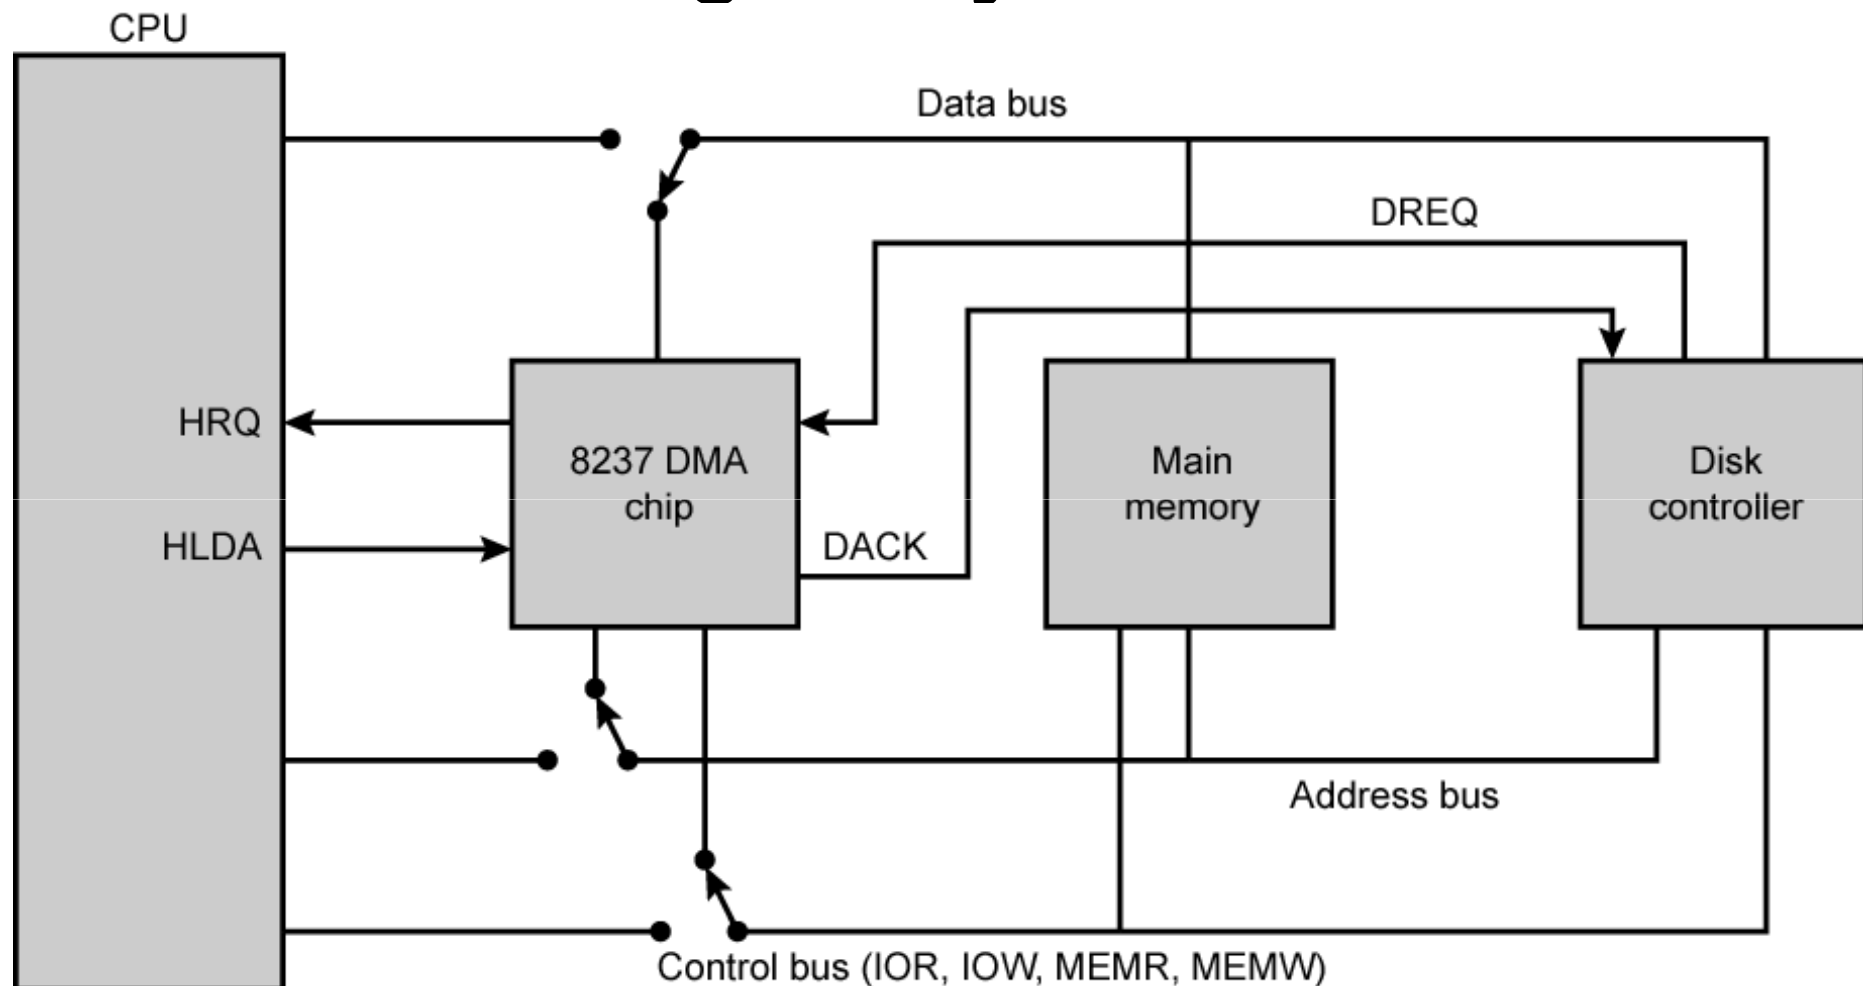 CPU
Data bus
DREQ
HRQ
8237 DMA
chip
Main
memory
Disk
controller
HLDA
DACK
Address bus
Control bus (IOR, IOW, MEMR, MEMW)